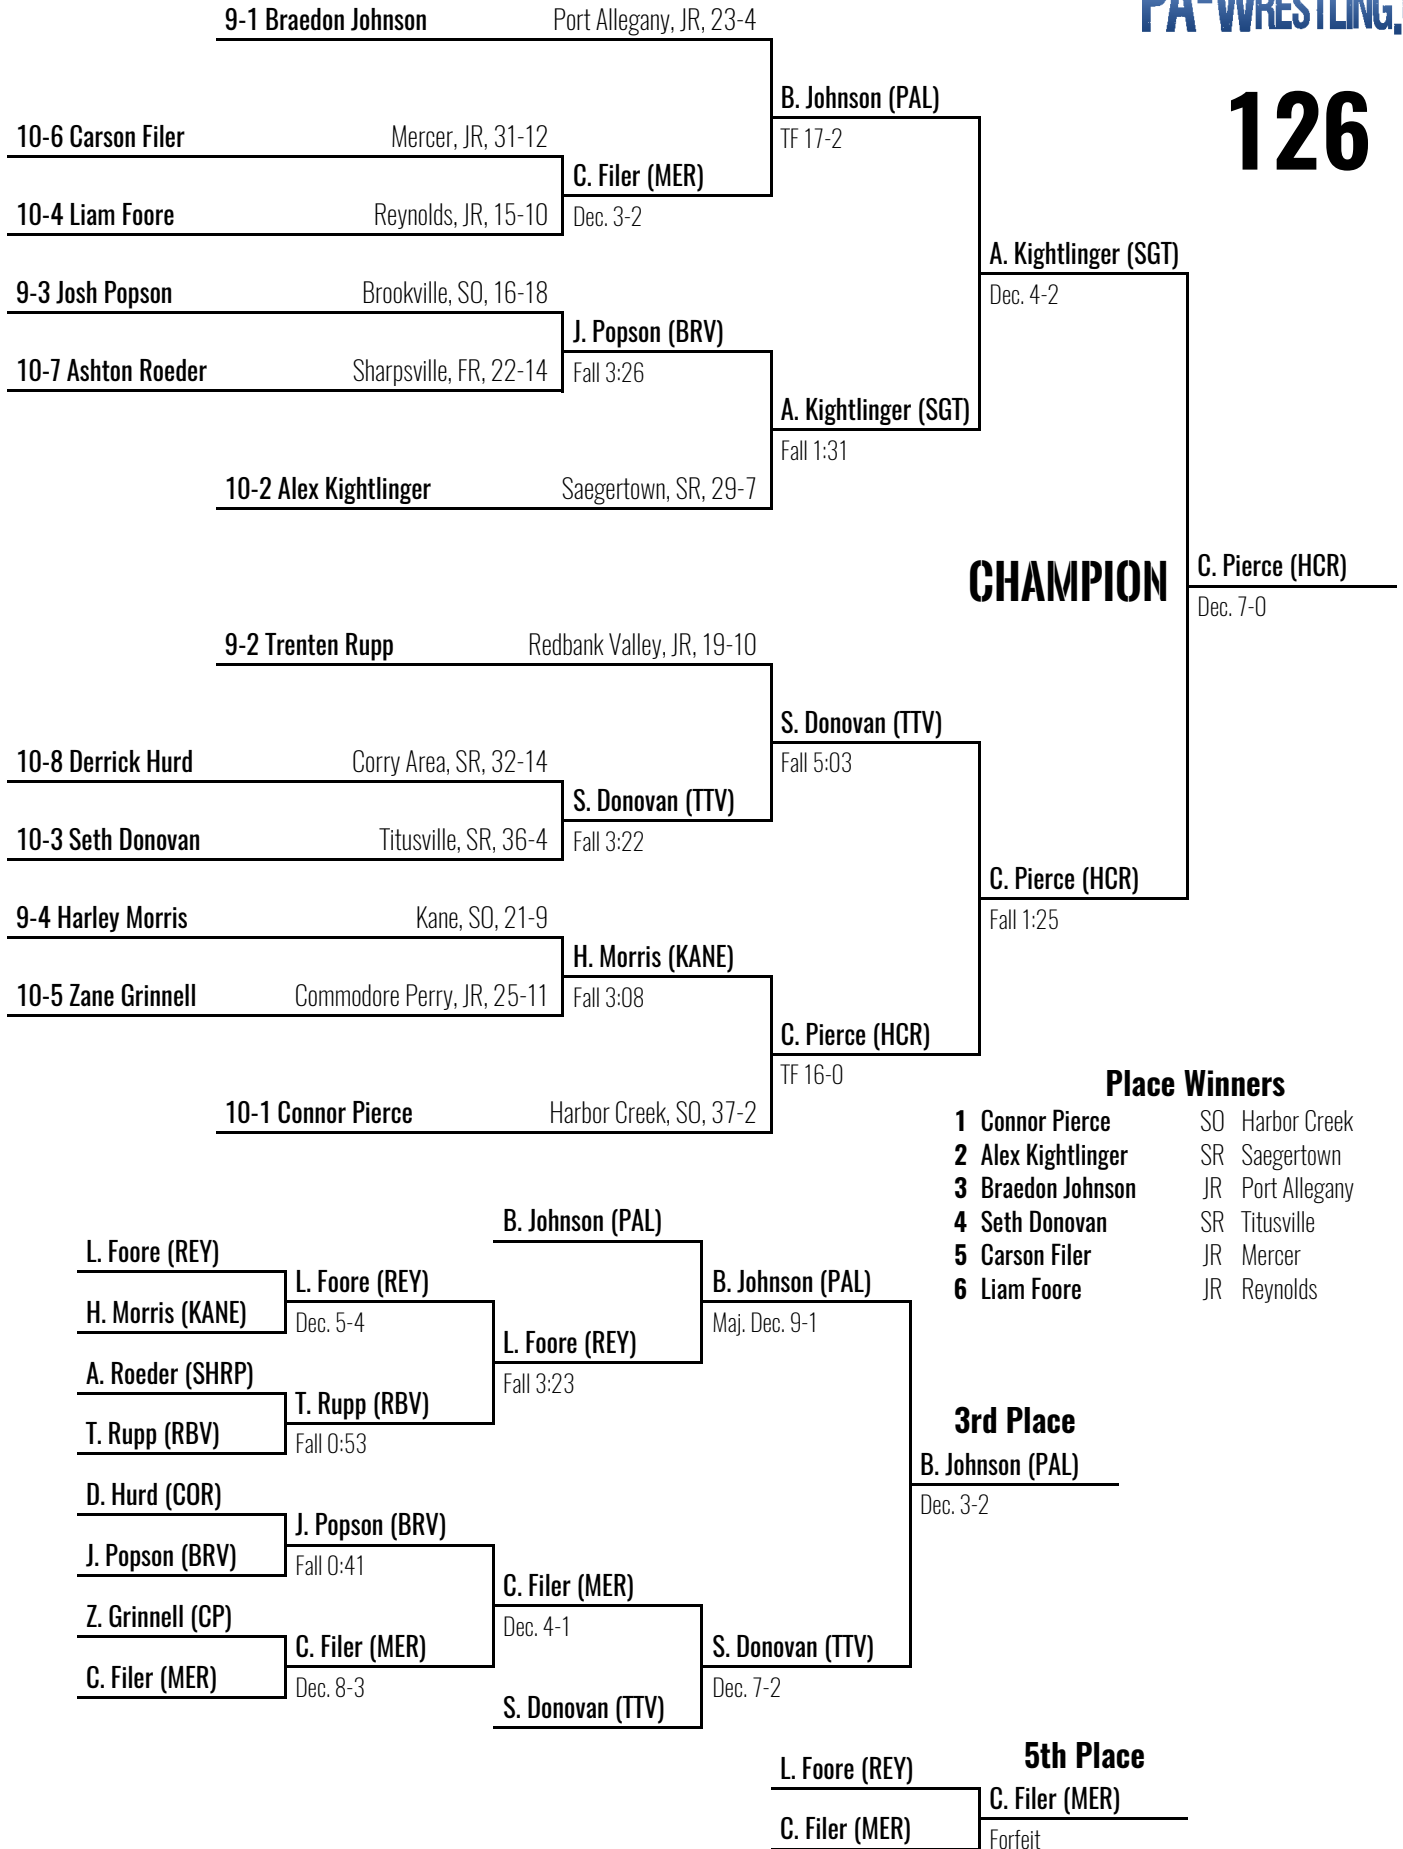 PA-WRESTLING.
126
9-1 Braedon Johnson Port Allegany, JR, 23-4
B. Johnson (PAL)
TF 17-2
10-6 Carson Filer Mercer, JR, 31-12
C. Filer (MER)
Dec. 3-2
10-4 Liam Foore Reynolds, JR, 15-10
A. Kightlinger (SGT)
Dec. 4-2
9-3 Josh Popson Brookville, SO, 16-18
J. Popson (BRV)
Fall 3:26
10-7 Ashton Roeder Sharpsville, FR, 22-14
A. Kightlinger (SGT)
Fall 1:31
10-2 Alex Kightlinger Saegertown, SR, 29-7
CHAMPION
C. Pierce (HCR)
Dec. 7-0
9-2 Trenten Rupp Redbank Valley, JR, 19-10
S. Donovan (TTV)
Fall 5:03
10-8 Derrick Hurd Corry Area, SR, 32-14
S. Donovan (TTV)
Fall 3:22
10-3 Seth Donovan Titusville, SR, 36-4
C. Pierce (HCR)
Fall 1:25
9-4 Harley Morris Kane, SO, 21-9
H. Morris (KANE)
Fall 3:08
10-5 Zane Grinnell Commodore Perry, JR, 25-11
C. Pierce (HCR)
TF 16-0
10-1 Connor Pierce Harbor Creek, SO, 37-2
Place Winners
1 Connor Pierce SO Harbor Creek
2 Alex Kightlinger SR Saegertown
3 Braedon Johnson JR Port Allegany
4 Seth Donovan SR Titusville
5 Carson Filer JR Mercer
6 Liam Foore JR Reynolds
B. Johnson (PAL)
L. Foore (REY)
L. Foore (REY)
Dec. 5-4
H. Morris (KANE)
B. Johnson (PAL)
Maj. Dec. 9-1
L. Foore (REY)
Fall 3:23
A. Roeder (SHRP)
T. Rupp (RBV)
Fall 0:53
T. Rupp (RBV)
3rd Place
B. Johnson (PAL)
Dec. 3-2
D. Hurd (COR)
J. Popson (BRV)
Fall 0:41
J. Popson (BRV)
C. Filer (MER)
Dec. 4-1
Z. Grinnell (CP)
C. Filer (MER)
Dec. 8-3
C. Filer (MER)
S. Donovan (TTV)
Dec. 7-2
S. Donovan (TTV)
5th Place
L. Foore (REY)
C. Filer (MER)
Forfeit
C. Filer (MER)